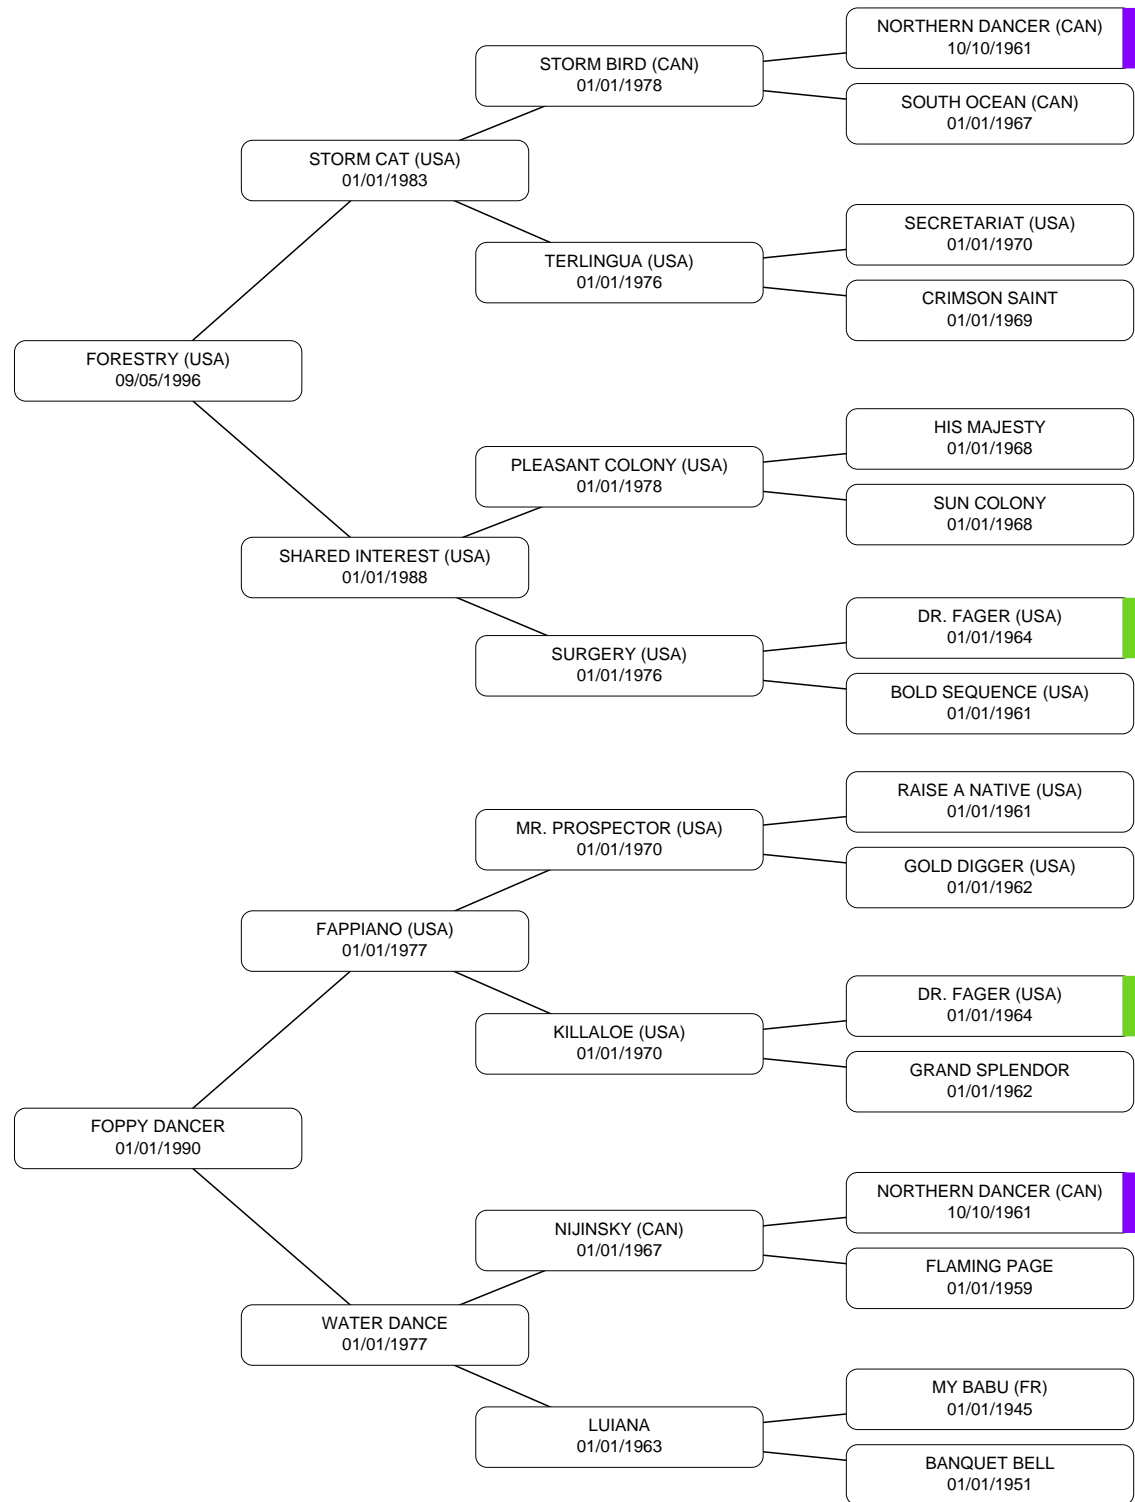 NORTHERN DANCER (CAN)
10/10/1961
STORM BIRD (CAN)
01/01/1978
SOUTH OCEAN (CAN)
01/01/1967
STORM CAT (USA)
01/01/1983
SECRETARIAT (USA)
01/01/1970
TERLINGUA (USA)
01/01/1976
CRIMSON SAINT
01/01/1969
FORESTRY (USA)
09/05/1996
HIS MAJESTY
01/01/1968
PLEASANT COLONY (USA)
01/01/1978
SUN COLONY
01/01/1968
SHARED INTEREST (USA)
01/01/1988
DR. FAGER (USA)
01/01/1964
SURGERY (USA)
01/01/1976
BOLD SEQUENCE (USA)
01/01/1961
RAISE A NATIVE (USA)
01/01/1961
MR. PROSPECTOR (USA)
01/01/1970
GOLD DIGGER (USA)
01/01/1962
FAPPIANO (USA)
01/01/1977
DR. FAGER (USA)
01/01/1964
KILLALOE (USA)
01/01/1970
GRAND SPLENDOR
01/01/1962
FOPPY DANCER
01/01/1990
NORTHERN DANCER (CAN)
10/10/1961
NIJINSKY (CAN)
01/01/1967
FLAMING PAGE
01/01/1959
WATER DANCE
01/01/1977
MY BABU (FR)
01/01/1945
LUIANA
01/01/1963
BANQUET BELL
01/01/1951